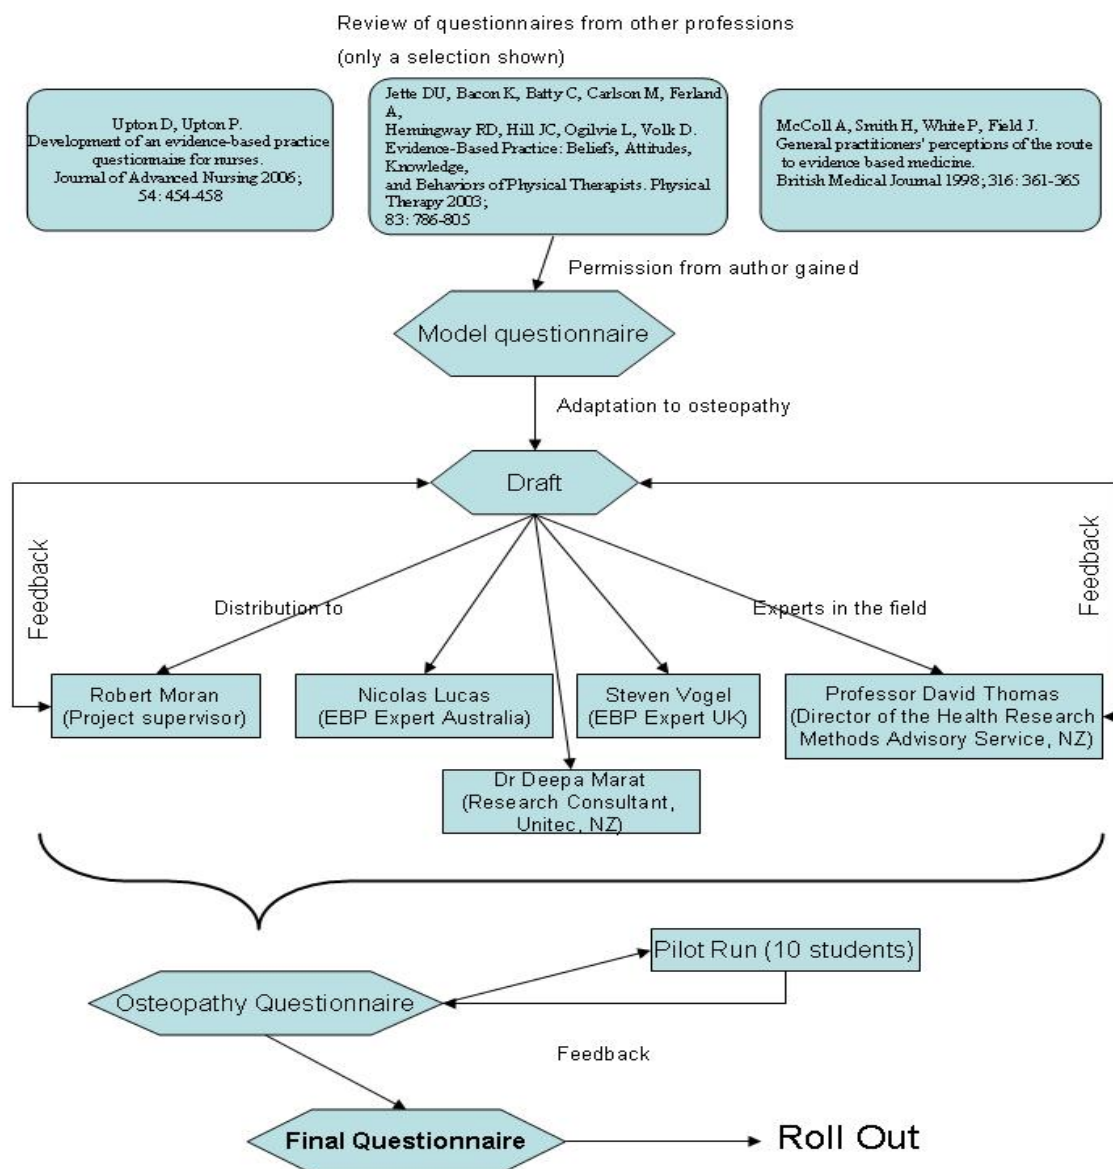 Review of questionnaires from other professions
(only a selection shown)
Upton D, Upton P.
Development of an evidence-based practice
questionnaire for nurses.
Journal of Advanced Nursing 2006;
54: 454-458
Jette DU, Bacon K, Batty C, Carlson M, Ferland
A,
Hemingway RD, Hill JC, Ogilvie L, Volk D.
Evidence-Based Practice: Beliefs, Attitudes,
Knowledge,
and Behaviors of Physical Therapists. Physical
Therapy 2003;
83: 786-805
McColl A, Smith H, White P, Field J.
General practitioners' perceptions of the route
to evidence based medicine.
British Medical Journal 1998; 316: 361-365
Permission from author gained
Model questionnaire
Adaptation to osteopathy
Draft
Feedback
Feedback
Distribution to
Experts in the field
Robert Moran
(Project supervisor)
Nicolas Lucas
(EBP Expert Australia)
Steven Vogel
(EBP Expert UK)
Professor David Thomas
(Director of the Health Research
Methods Advisory Service, NZ)
Dr Deepa Marat
(Research Consultant,
Unitec, NZ)
Pilot Run (10 students)
Osteopathy Questionnaire
Feedback
Final Questionnaire
Roll Out